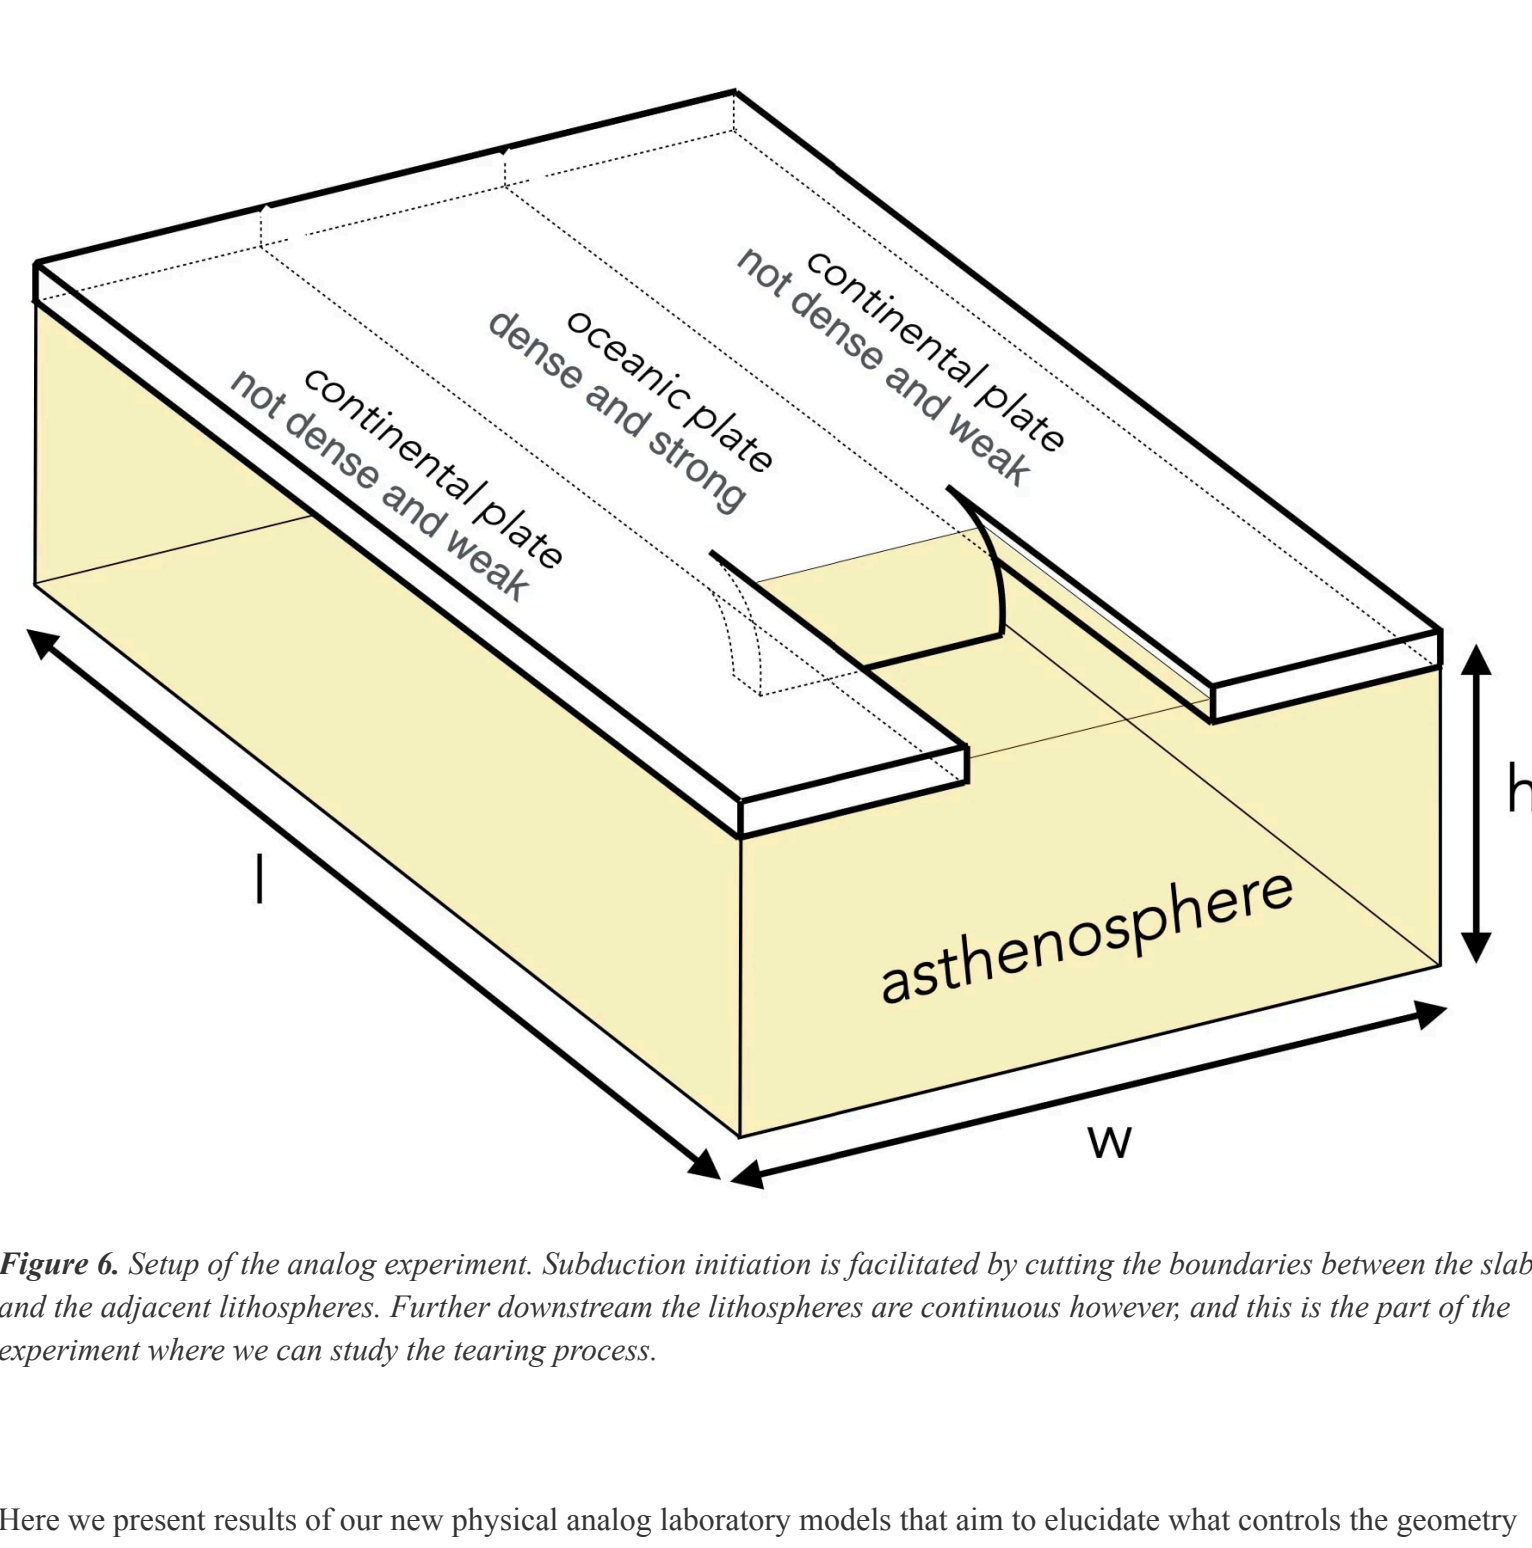 continental plate
not dense and weak
oceanic plate
dense and strong
continental plate
not dense and weak
h
l
asthenosphere
w
Figure 6. Setup of the analog experiment. Subduction initiation is facilitated by cutting the boundaries between the slab
and the adjacent lithospheres. Further downstream the lithospheres are continuous however, and this is the part of the
experiment where we can study the tearing process.
Here we present results of our new physical analog laboratory models that aim to elucidate what controls the geometry